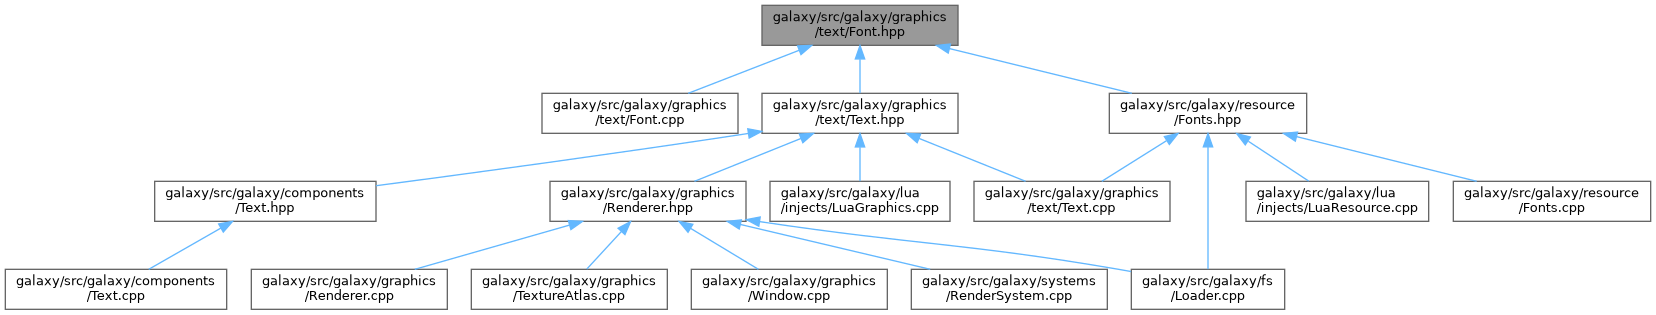 galaxy/src/galaxy/graphics
/text/Font.hpp
galaxy/src/galaxy/graphics
/text/Font.cpp
galaxy/src/galaxy/graphics
/text/Text.hpp
galaxy/src/galaxy/resource
/Fonts.hpp
galaxy/src/galaxy/components
/Text.hpp
galaxy/src/galaxy/graphics
/Renderer.hpp
galaxy/src/galaxy/lua
/injects/LuaGraphics.cpp
galaxy/src/galaxy/graphics
/text/Text.cpp
galaxy/src/galaxy/lua
/injects/LuaResource.cpp
galaxy/src/galaxy/resource
/Fonts.cpp
galaxy/src/galaxy/components
/Text.cpp
galaxy/src/galaxy/graphics
/Renderer.cpp
galaxy/src/galaxy/graphics
/TextureAtlas.cpp
galaxy/src/galaxy/graphics
/Window.cpp
galaxy/src/galaxy/systems
/RenderSystem.cpp
galaxy/src/galaxy/fs
/Loader.cpp